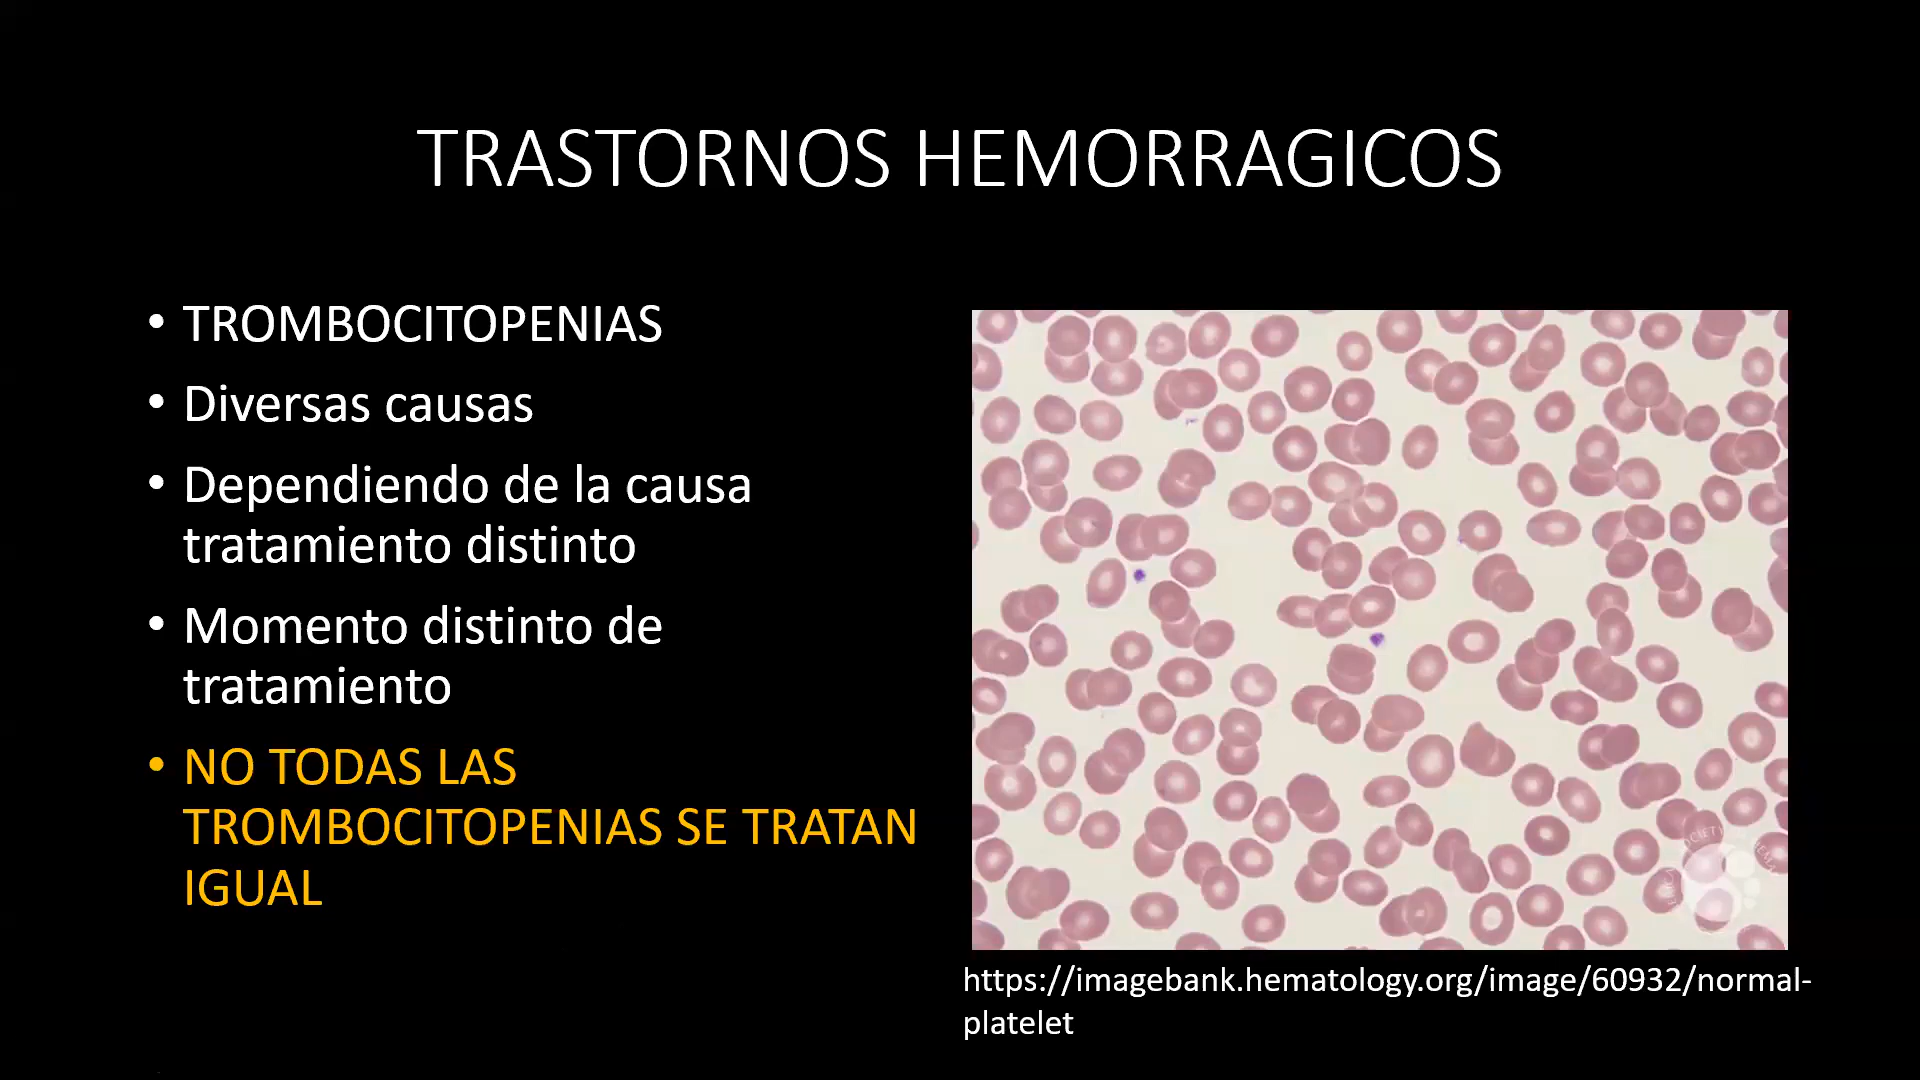 TRASTORNOS HEMORRAGICOS
• TROMBOCITOPENIAS
• Diversas causas
• Dependiendo de la causa
tratamiento distinto
• Momento distinto de
tratamiento
• NO TODAS LAS
TROMBOCITOPENIAS SE TRATAN
IGUAL
https://imagebank.hematology.org/image/60932/normal-
platelet